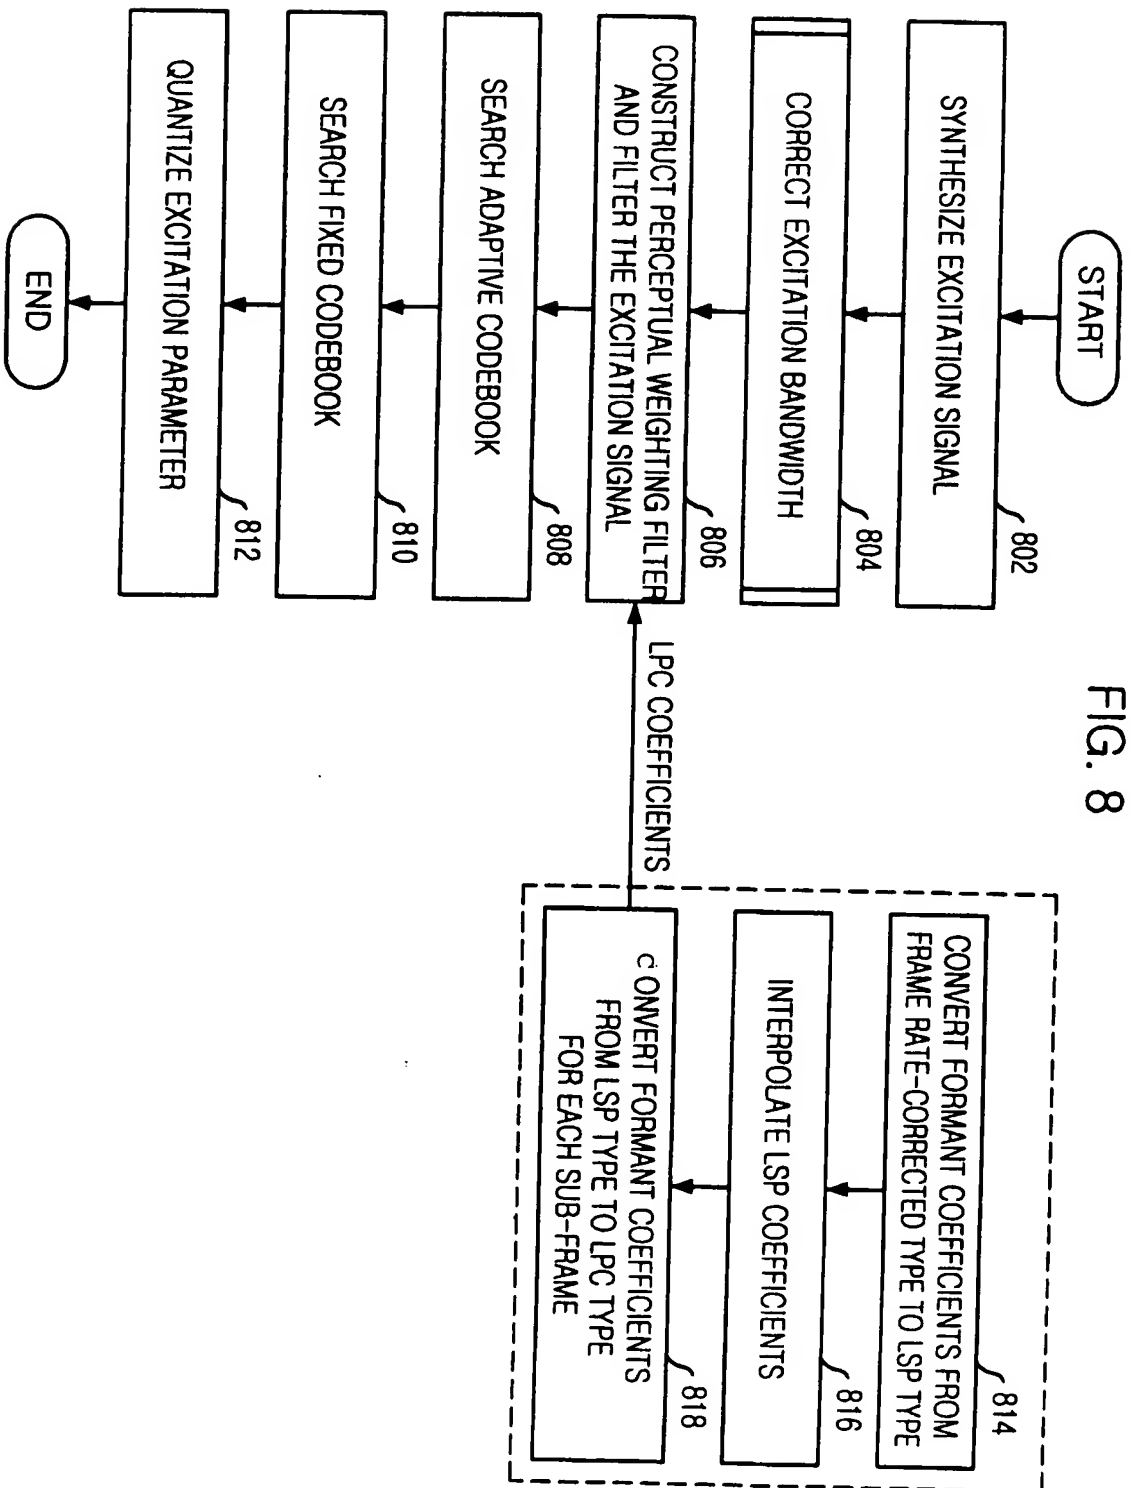 FIG. 8
START
SYNTHESIZE EXCITATION SIGNAL
802
CORRECT EXCITATION BANDWIDTH
804
CONSTRUCT PERCEPTUAL WEIGHTING FILTER
AND FILTER THE EXCITATION SIGNAL
806
SEARCH ADAPTIVE CODEBOOK
808
SEARCH FIXED CODEBOOK
810
QUANTIZE EXCITATION PARAMETER
812
END
LPC COEFFICIENTS
CONVERT FORMANT COEFFICIENTS FROM
FRAME RATE-CORRECTED TYPE TO LSP TYPE
814
INTERPOLATE LSP COEFFICIENTS
816
CONVERT FORMANT COEFFICIENTS
FROM LSP TYPE TO LPC TYPE
FOR EACH SUB-FRAME
818